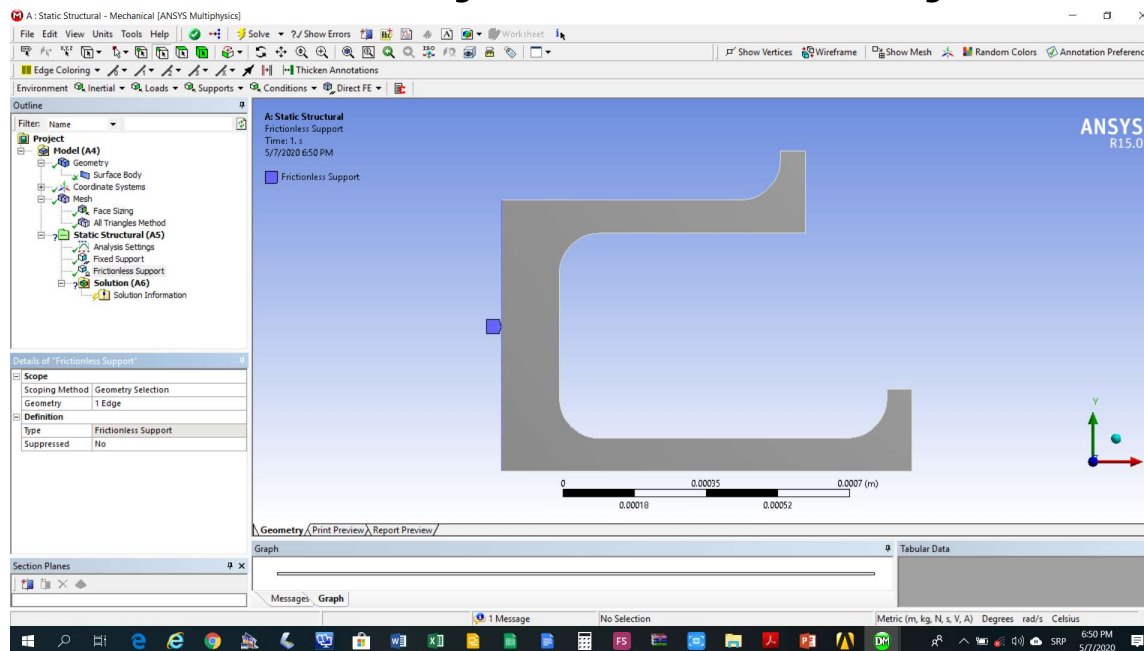 A : Static Structural - Mechanical [ANSYS Multiphysics]
File Edit View Units Tools Help Solve ?/ Show Errors Worksheet
Show Vertices Wireframe Show Mesh Random Colors Annotation Preferenc
Edge Coloring Thicken Annotations
Environment Inertial Loads Supports Conditions Direct FE
Outline
Filter: Name
Project
Model (A4)
Geometry
Surface Body
Coordinate Systems
Mesh
Face Sizing
All Triangles Method
Static Structural (A5)
Analysis Settings
Fixed Support
Frictionless Support
Solution (A6)
Solution Information
Details of "Frictionless Support"
Scope
Scoping Method Geometry Selection
Geometry 1 Edge
Definition
Type Frictionless Support
Suppressed No
Section Planes
A: Static Structural
Frictionless Support
Time: 1. s
5/7/2020 6:50 PM
Frictionless Support
ANSYS
R15.0
Y
0 0.00035 0.0007 (m)
0.00018 0.00052
Geometry Print Preview Report Preview
Graph
Tabular Data
Messages Graph
1 Message No Selection Metric (m, kg, N, s, V, A) Degrees rad/s Celsius
SRP 6:50 PM
5/7/2020